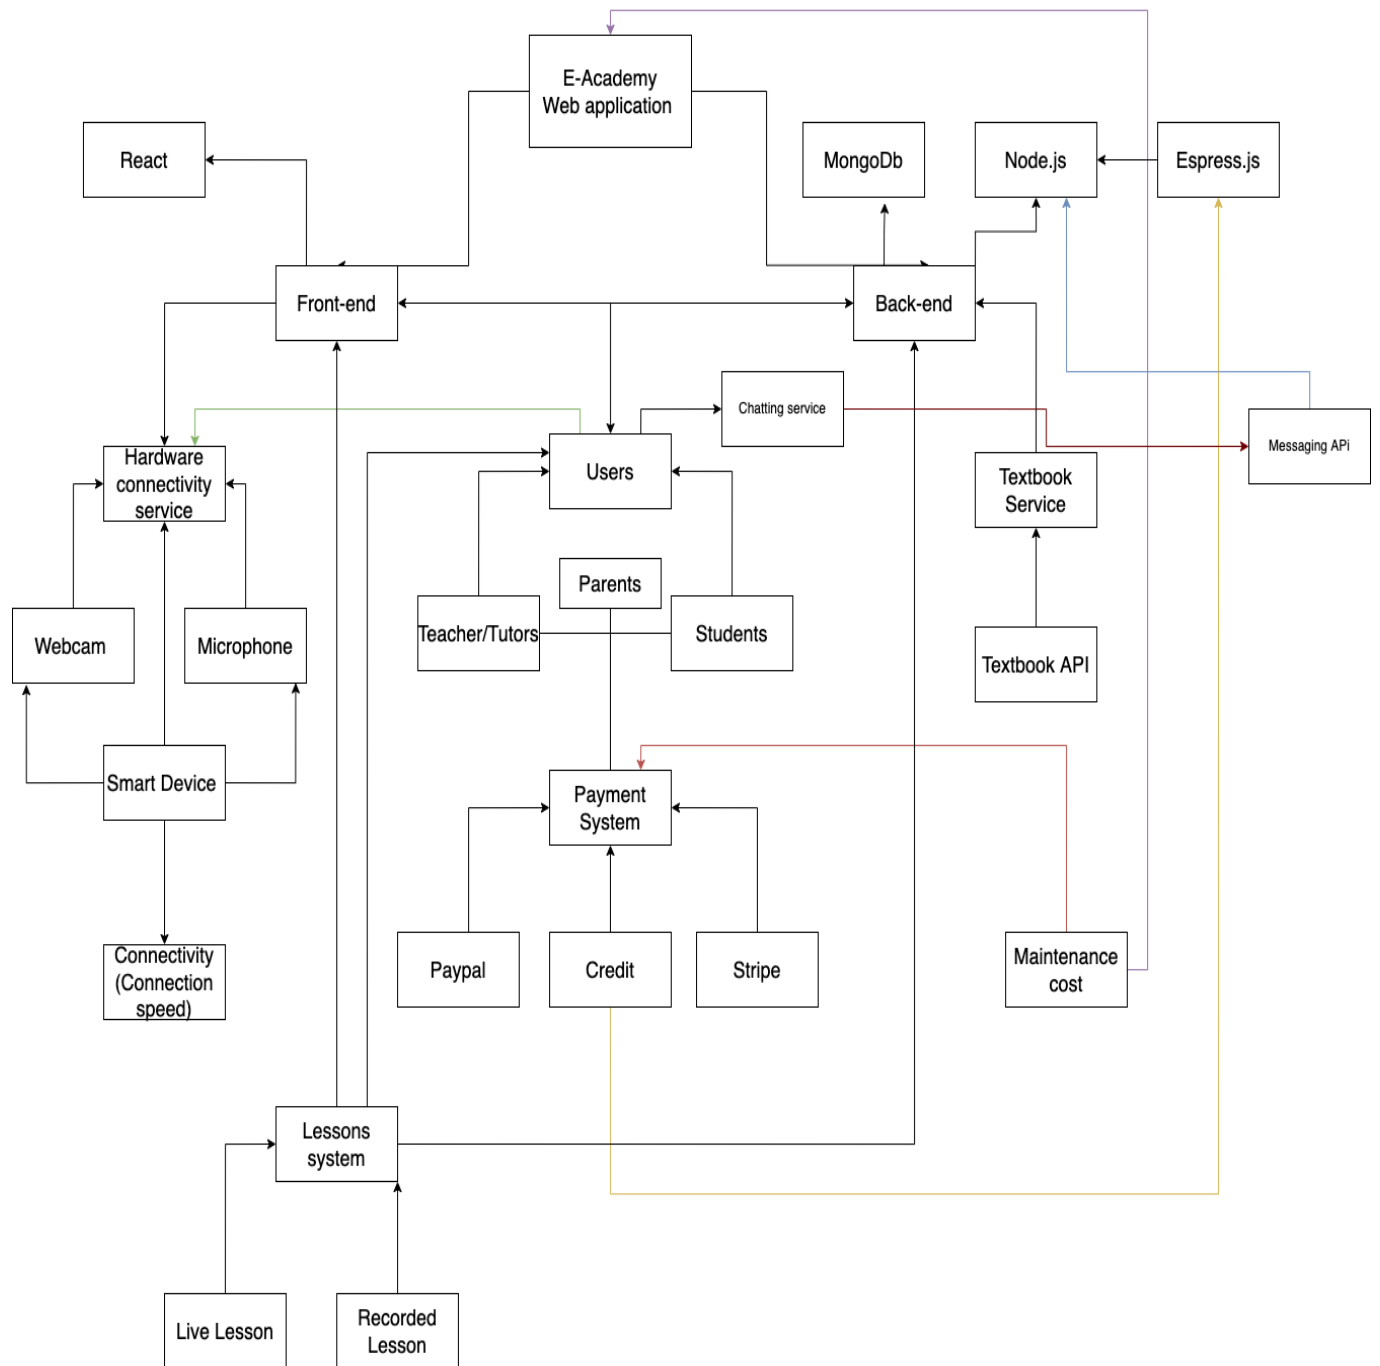 E-Academy
Web application
React
MongoDb
Node.js
Espress.js
Front-end
Back-end
Chatting service
Messaging APi
Hardware
connectivity
service
Users
Textbook
Service
Parents
Teacher/Tutors
Students
Webcam
Microphone
Textbook API
Smart Device
Payment
System
Connectivity
(Connection
speed)
Paypal
Credit
Stripe
Maintenance
cost
Lessons
system
Live Lesson
Recorded
Lesson